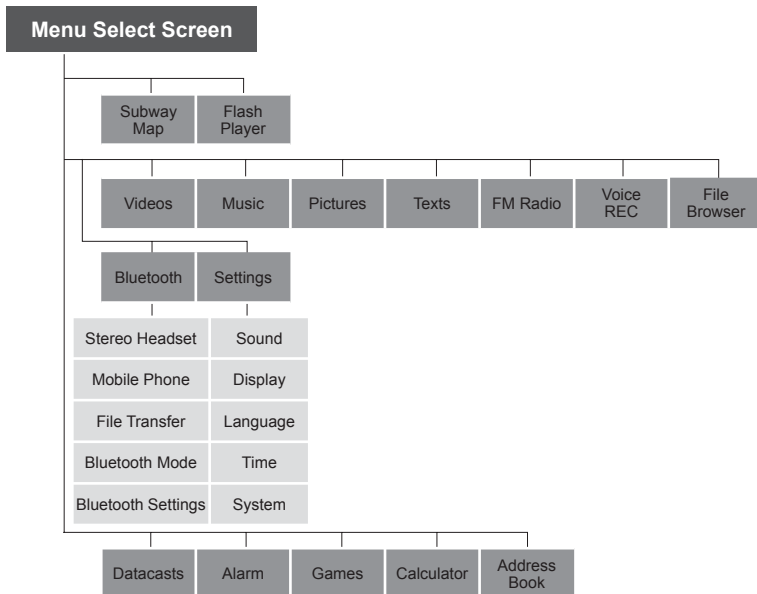 Menu Select Screen
Subway
Map
Flash
Player
Videos
Music
Pictures
Texts
FM Radio
Voice
REC
File
Browser
Bluetooth
Settings
Stereo Headset
Sound
Mobile Phone
Display
File Transfer
Language
Bluetooth Mode
Time
Bluetooth Settings
System
Datacasts
Alarm
Games
Calculator
Address
Book